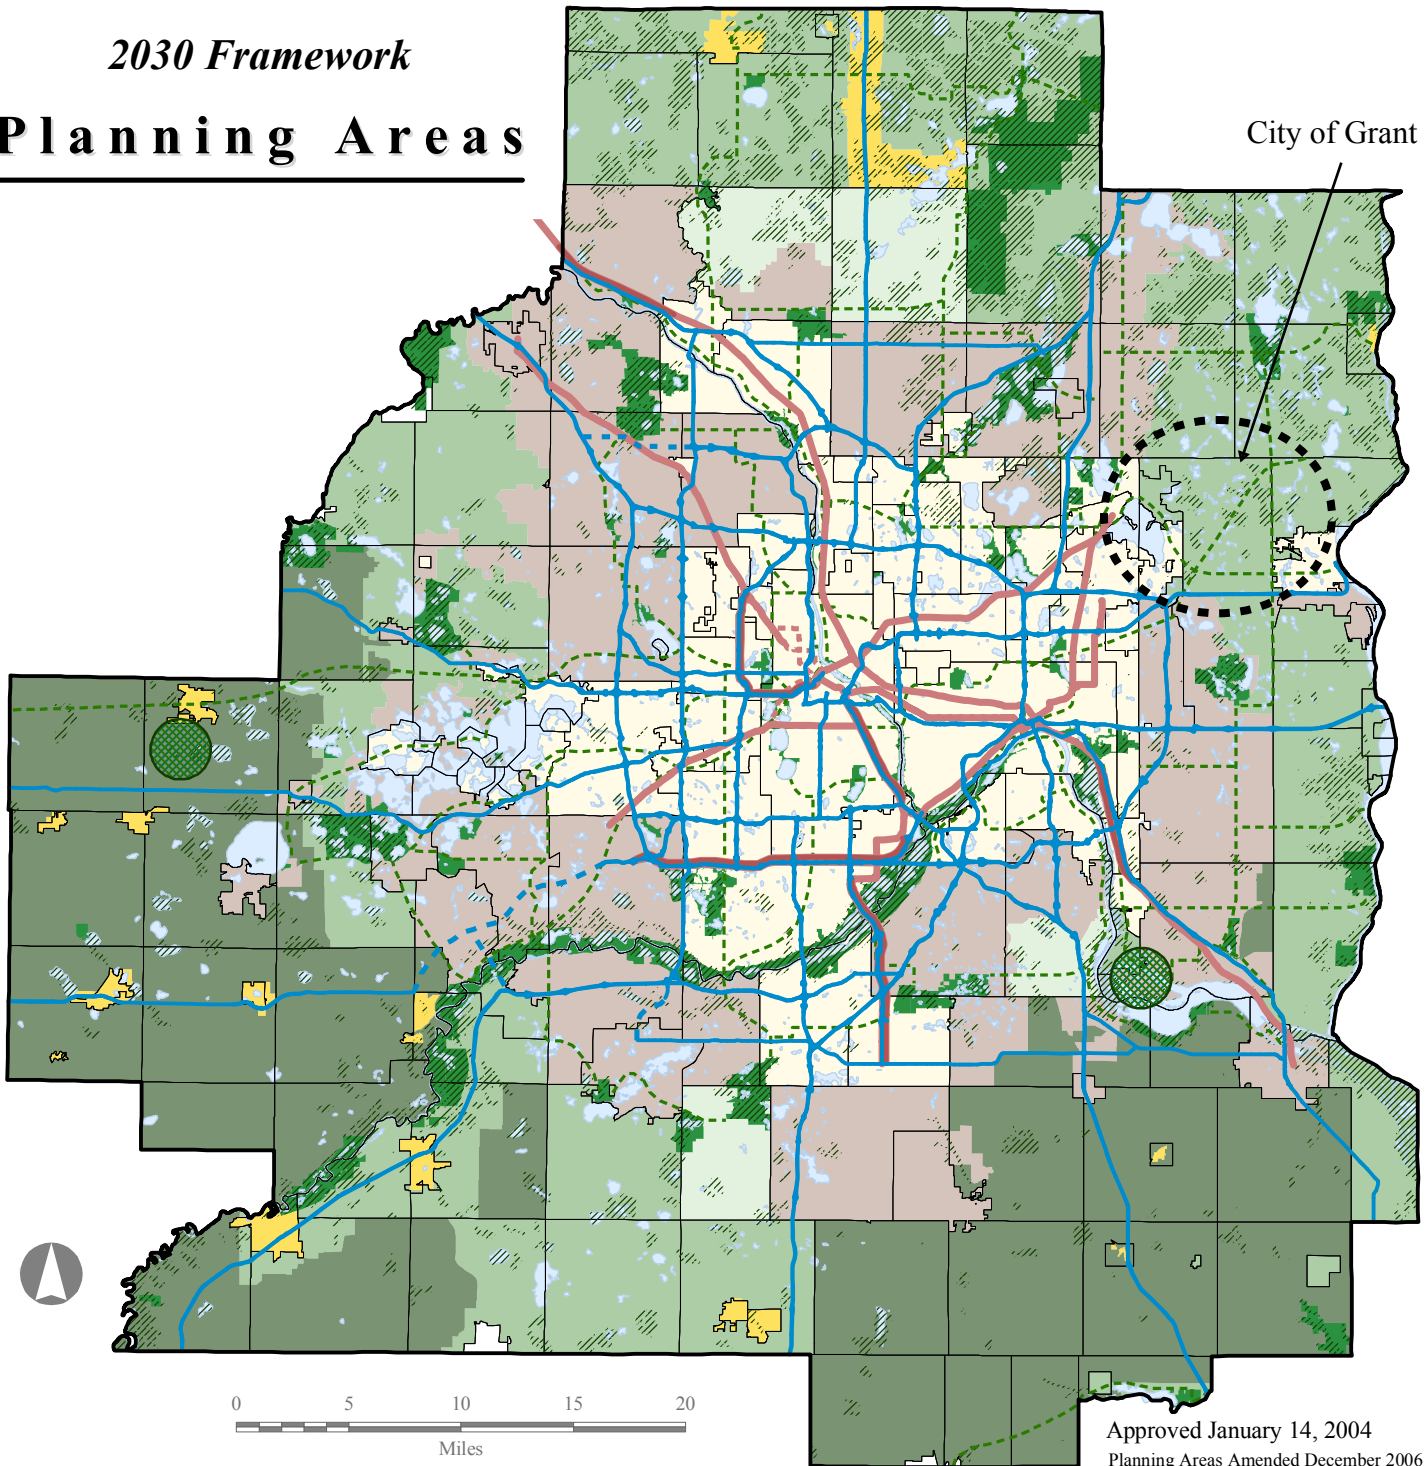 2030 Framework
Planning Areas
City of Grant
0 5 10 15 20
Miles
Approved January 14, 2004
Planning Areas Amended December 2006